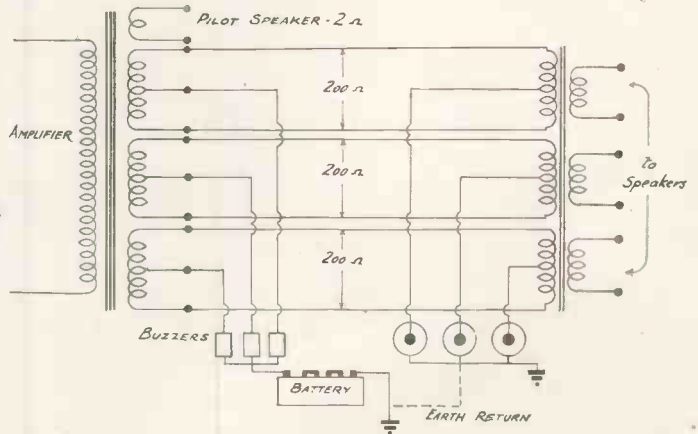 PILOT SPEAKER - 2 Ω
AMPLIFIER
200 Ω
200 Ω
200 Ω
to
Speakers
BUZZERS
BATTERY
EARTH RETURN